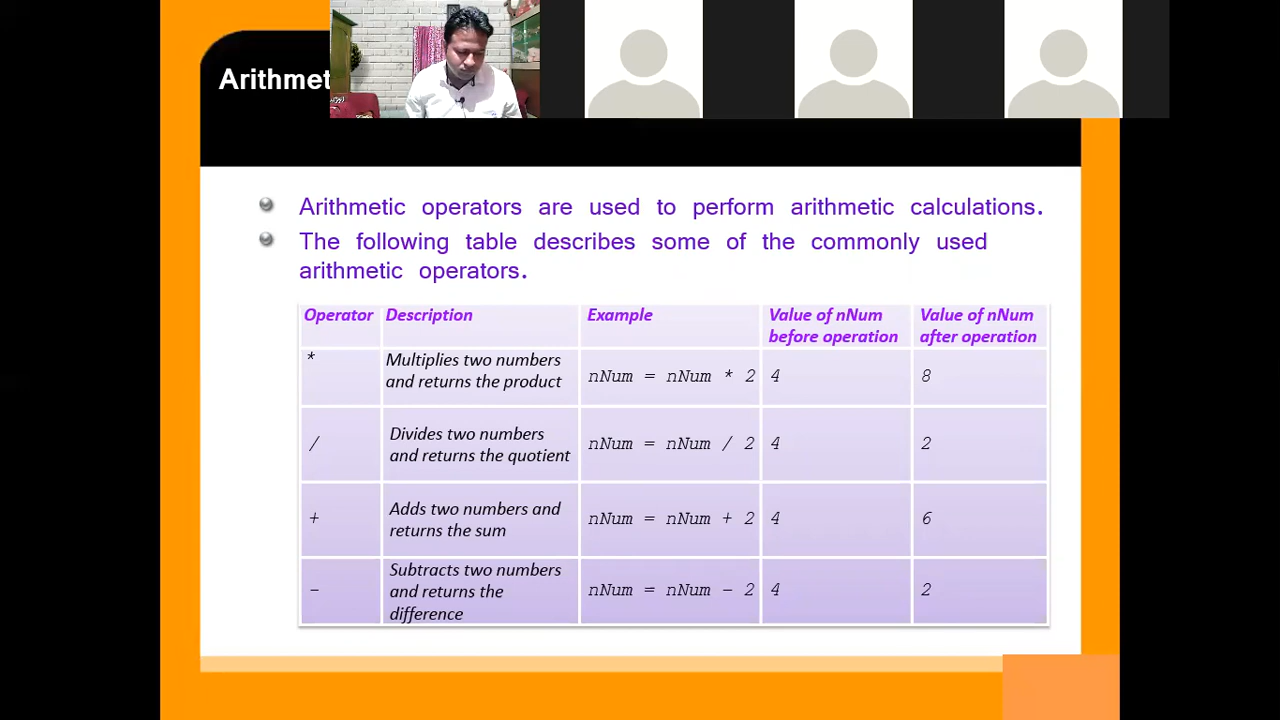 Arithmet
Arithmetic operators are used to perform arithmetic calculations.
The following table describes some of the commonly used
arithmetic operators.
Operator Description Example Value of nNum before operation Value of nNum after operation
* Multiplies two numbers and returns the product nNum = nNum * 2 4 8
/ Divides two numbers and returns the quotient nNum = nNum / 2 4 2
+ Adds two numbers and returns the sum nNum = nNum + 2 4 6
− Subtracts two numbers and returns the difference nNum = nNum − 2 4 2